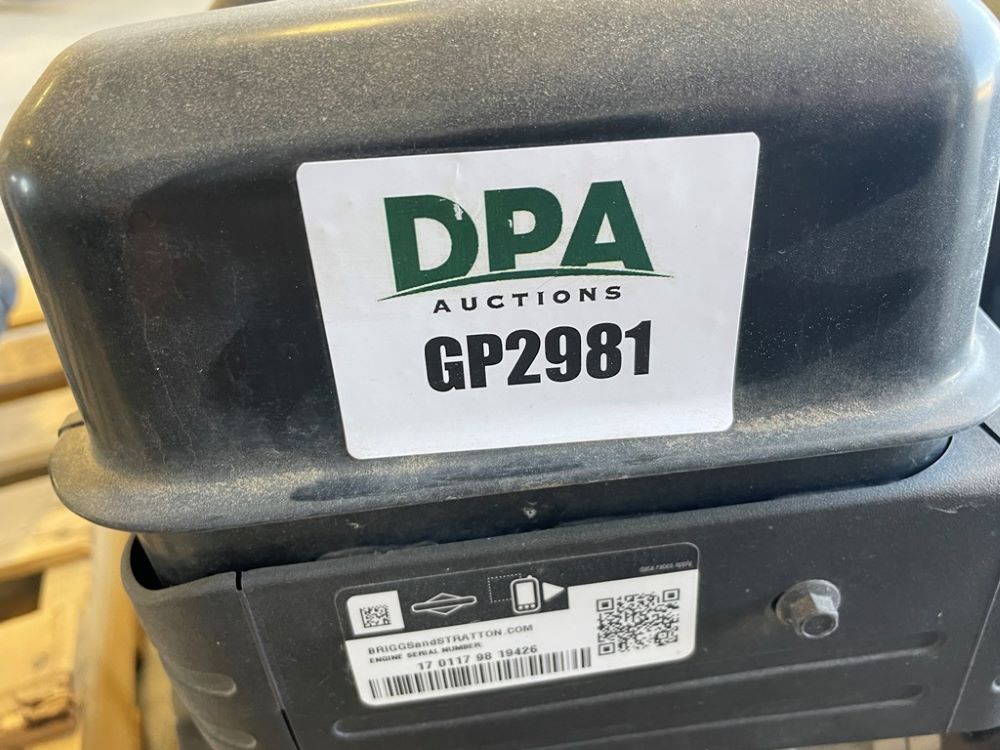 DPA
AUCTIONS
GP2981
BRIGGSandSTRATTON.COM
ENGINE SERIAL NUMBER:
17 0117 98 19426